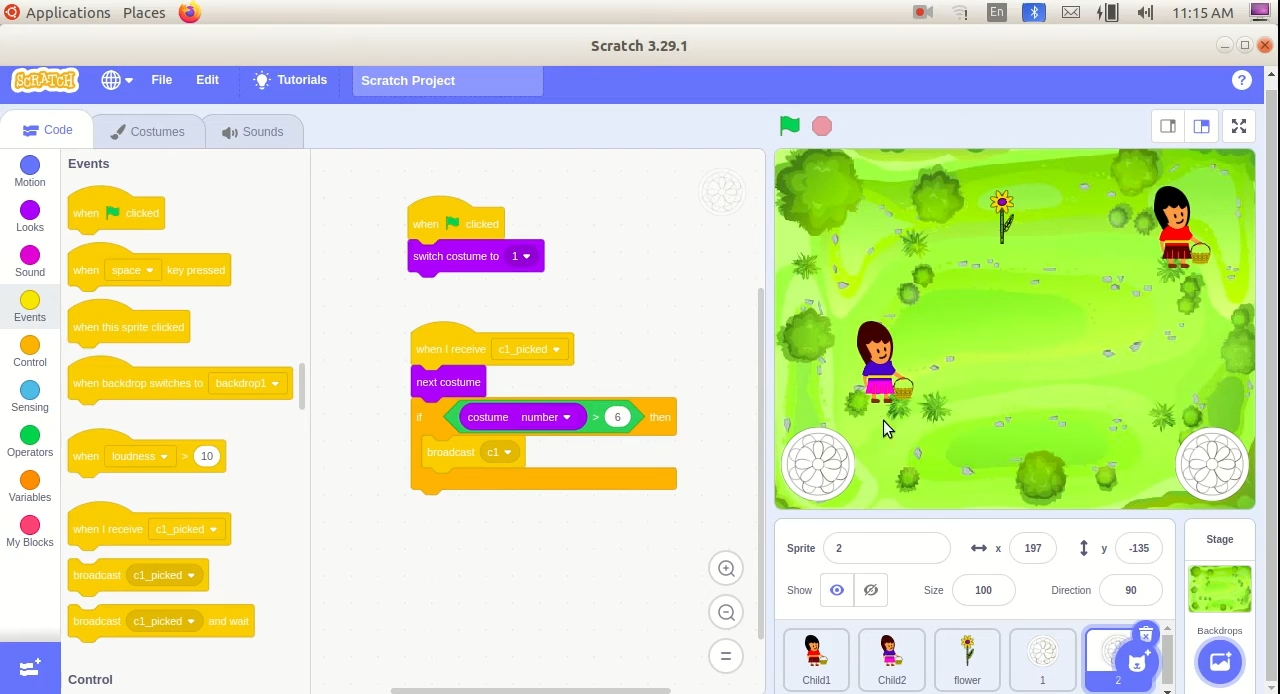 Applications Places En 11:15 AM
Scratch 3.29.1
SCRATCH File Edit Tutorials Scratch Project ?
Code Costumes Sounds
Motion
Looks
Sound
Events
Control
Sensing
Operators
Variables
My Blocks
Events
when clicked
when space key pressed
when this sprite clicked
when backdrop switches to backdrop1
when loudness > 10
when I receive c1_picked
broadcast c1_picked
broadcast c1_picked and wait
Control
when clicked
switch costume to 1
when I receive c1_picked
next costume
if costume number > 6 then
broadcast c1
Sprite 2 x 197 y -135
Show Size 100 Direction 90
Child1 Child2 flower 1 2
Stage
Backdrops